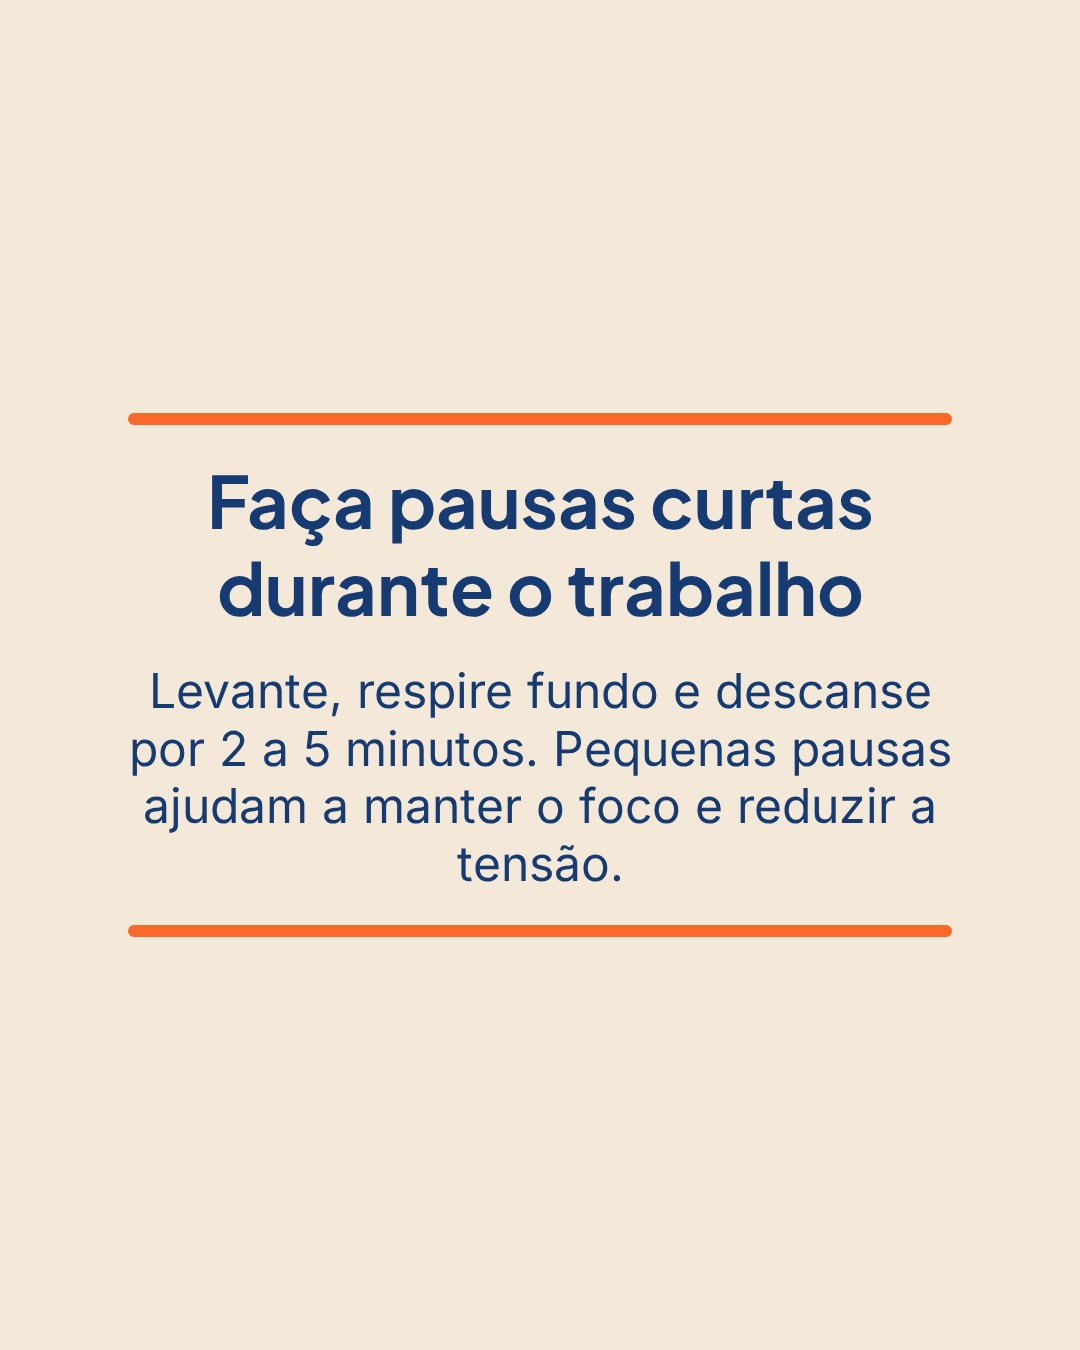 Faça pausas curtas
durante o trabalho
Levante, respire fundo e descanse
por 2 a 5 minutos. Pequenas pausas
ajudam a manter o foco e reduzir a
tensão.